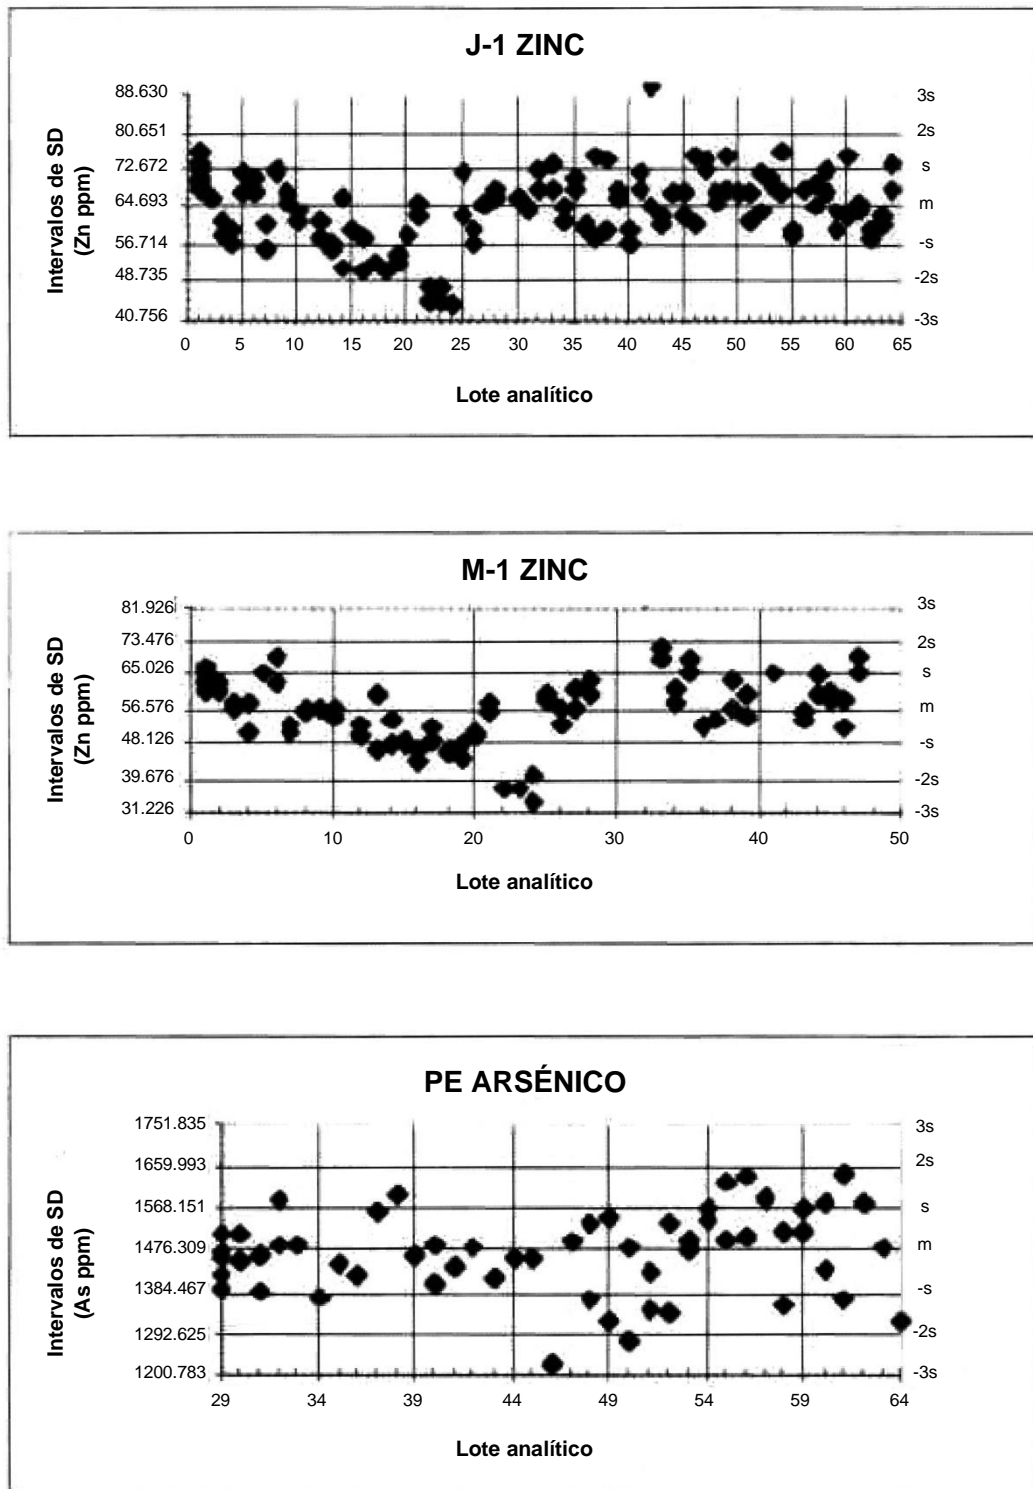 J-1 ZINC
Intervalos de SD
(Zn ppm)
88.630 3s
80.651 2s
72.672 s
64.693 m
56.714 -s
48.735 -2s
40.756 -3s
0 5 10 15 20 25 30 35 40 45 50 55 60 65
Lote analítico
M-1 ZINC
Intervalos de SD
(Zn ppm)
81.926 3s
73.476 2s
65.026 s
56.576 m
48.126 -s
39.676 -2s
31.226 -3s
0 10 20 30 40 50
Lote analítico
PE ARSÉNICO
Intervalos de SD
(As ppm)
1751.835 3s
1659.993 2s
1568.151 s
1476.309 m
1384.467 -s
1292.625 -2s
1200.783 -3s
29 34 39 44 49 54 59 64
Lote analítico